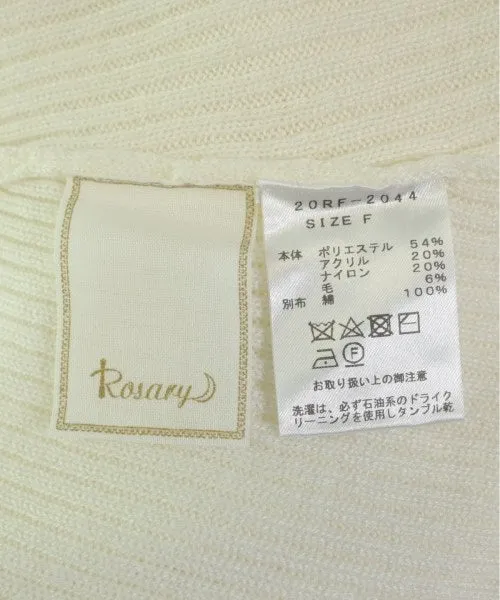 Rosary
20RF-2044
SIZE F
本体 ポリエステル 54%
アクリル 20%
ナイロン 20%
毛 6%
別布 綿 100%
F
お取り扱い上の御注意
洗濯は、必ず石油系のドライク
リーニングを使用しタンブル乾